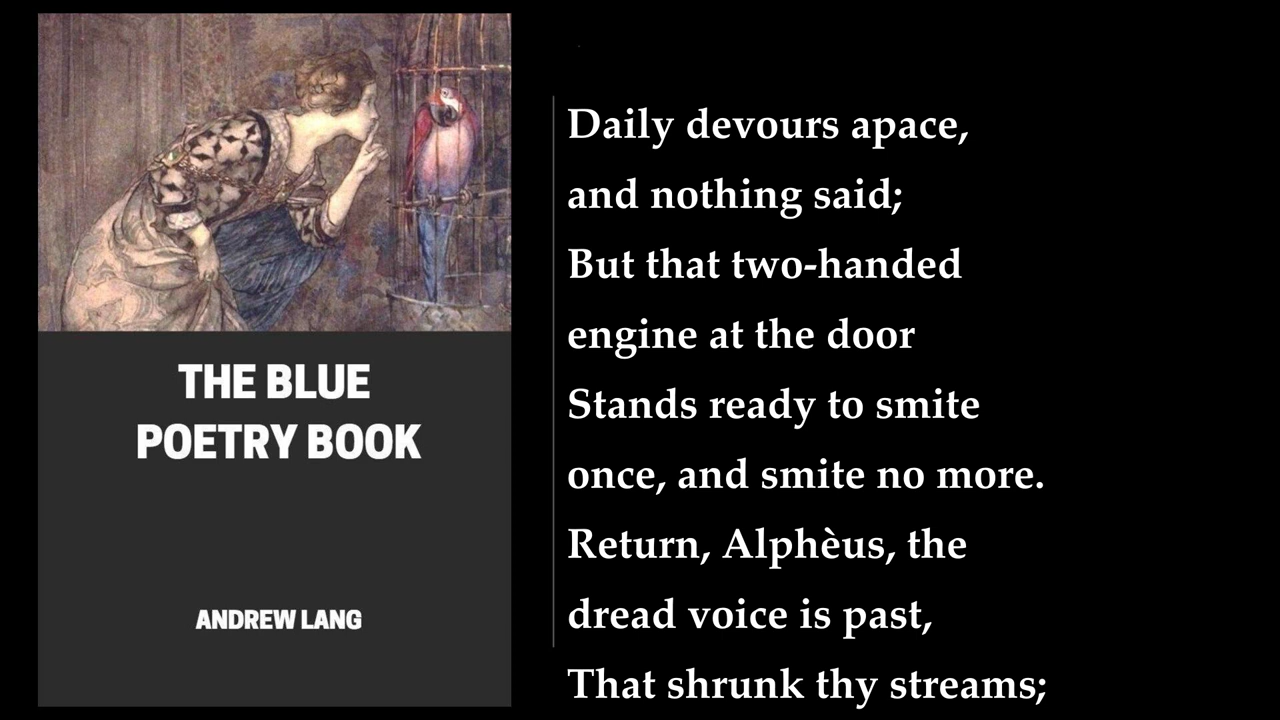 THE BLUE
POETRY BOOK
ANDREW LANG
Daily devours apace,
and nothing said;
But that two-handed
engine at the door
Stands ready to smite
once, and smite no more.
Return, Alphèus, the
dread voice is past,
That shrunk thy streams;